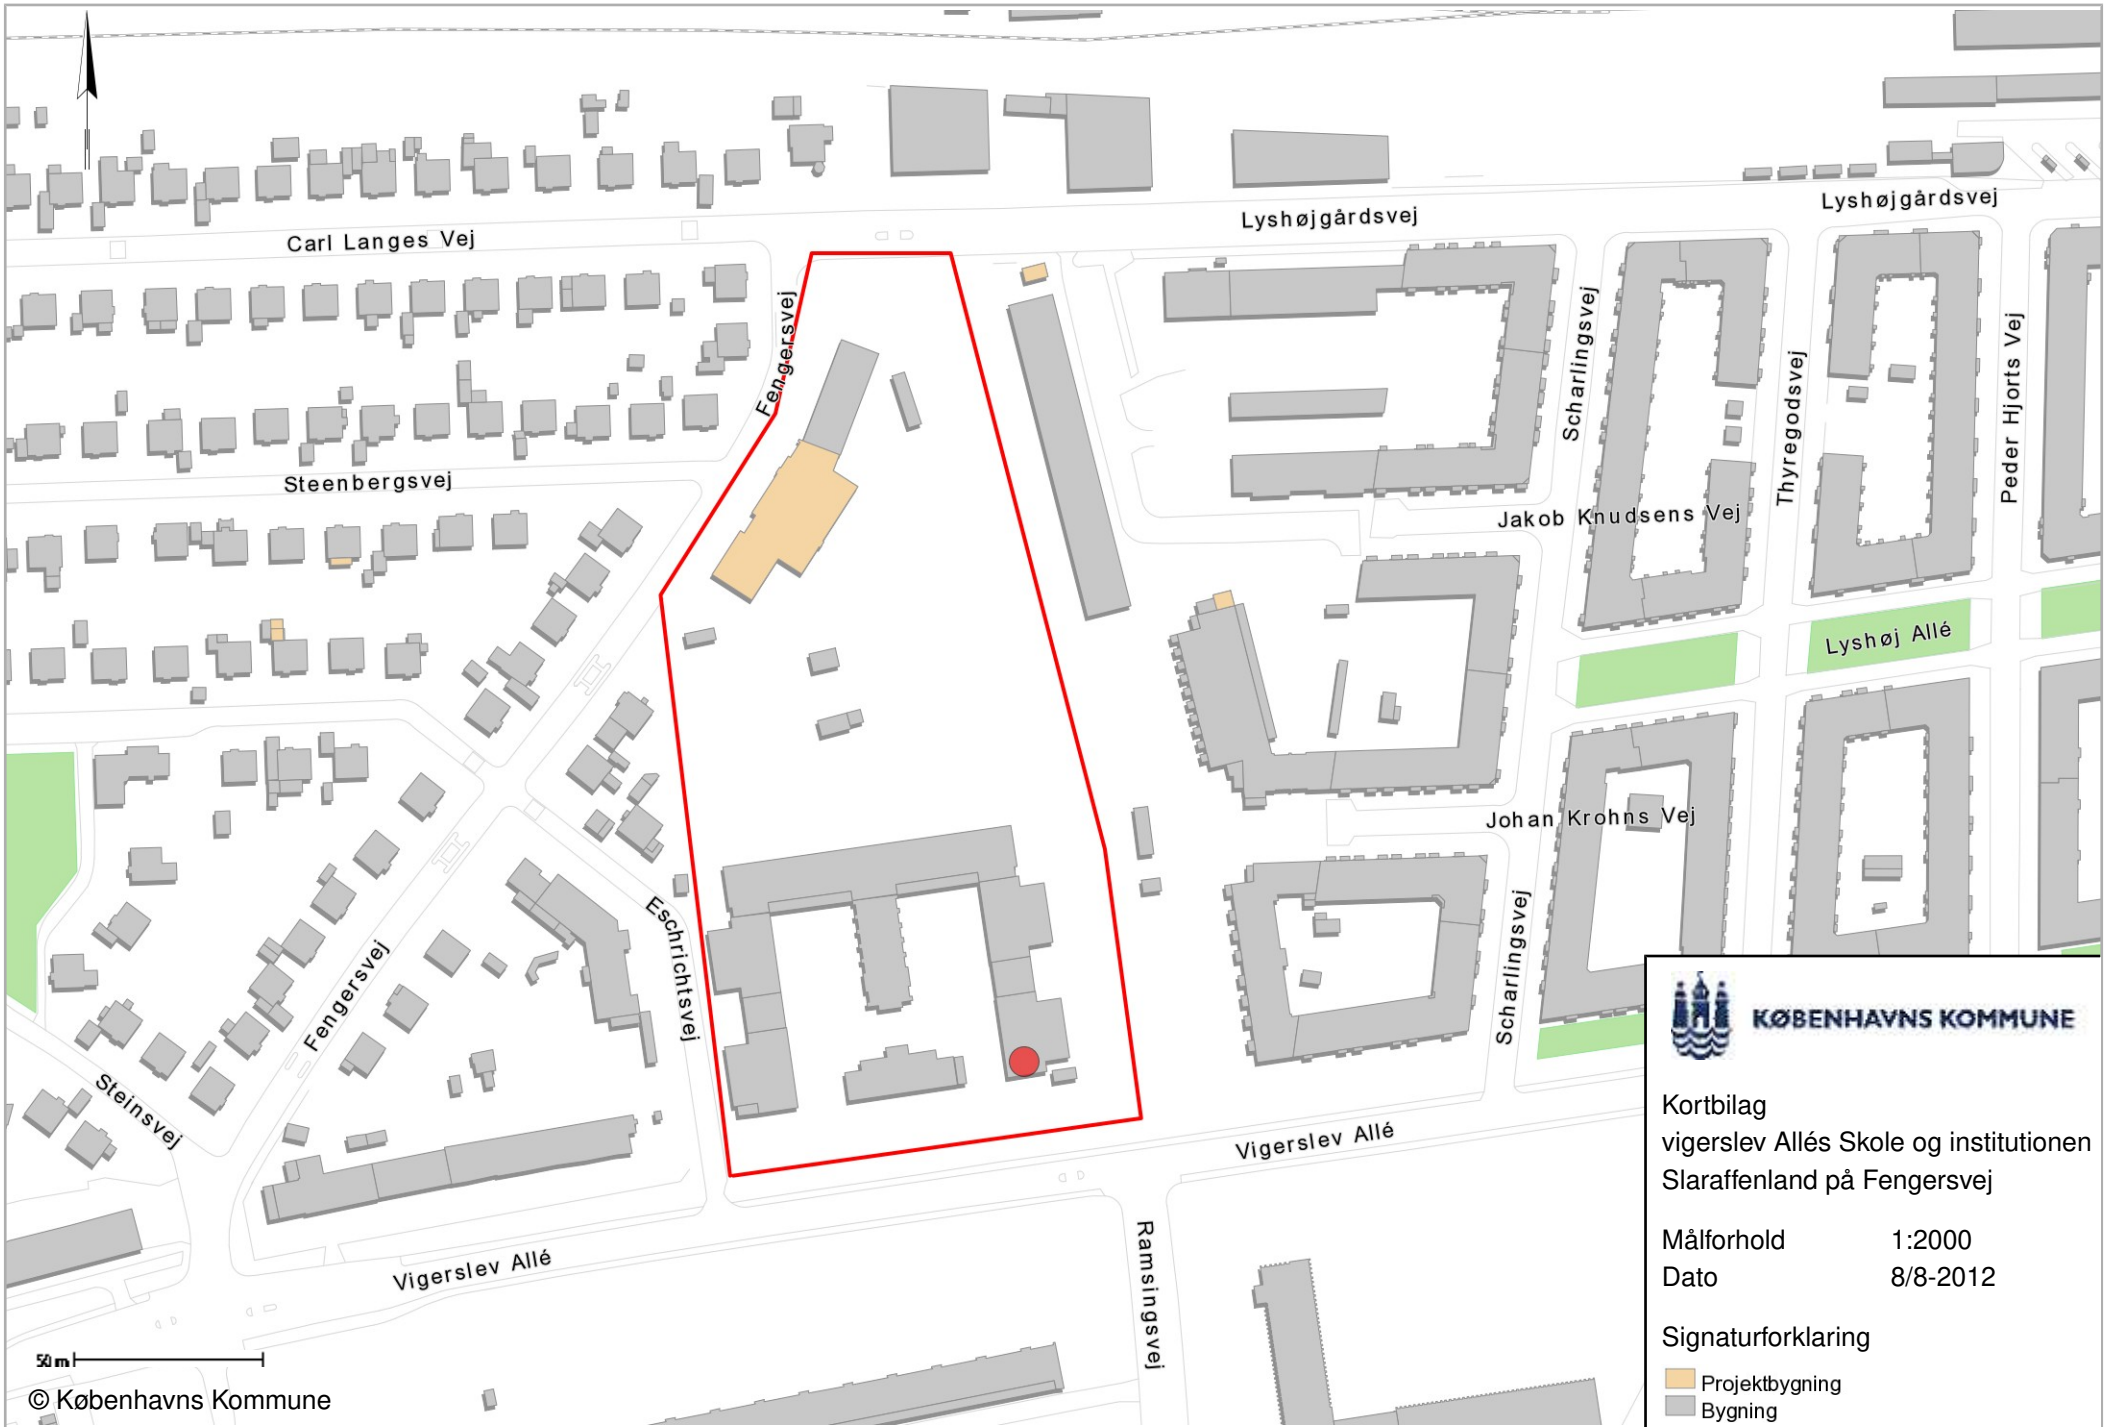 Carl Langes Vej
Lyshøjgårdsvej
Lyshøjgårdsvej
Fengersvej
Scharlingsvej
Thyregodsvej
Peder Hjorts Vej
Steenbergsvej
Jakob Knudsens Vej
Lyshøj Allé
Johan Krohns Vej
Eschrichtsvej
Fengersvej
Scharlingsvej
Steinsvej
Vigerslev Allé
Vigerslev Allé
Ramsingsvej
KØBENHAVNS KOMMUNE
Kortbilag
vigerslev Allés Skole og institutionen
Slaraffenland på Fengersvej
Målforhold 1:2000
Dato 8/8-2012
Signaturforklaring
Projektbygning
Bygning
© Københavns Kommune